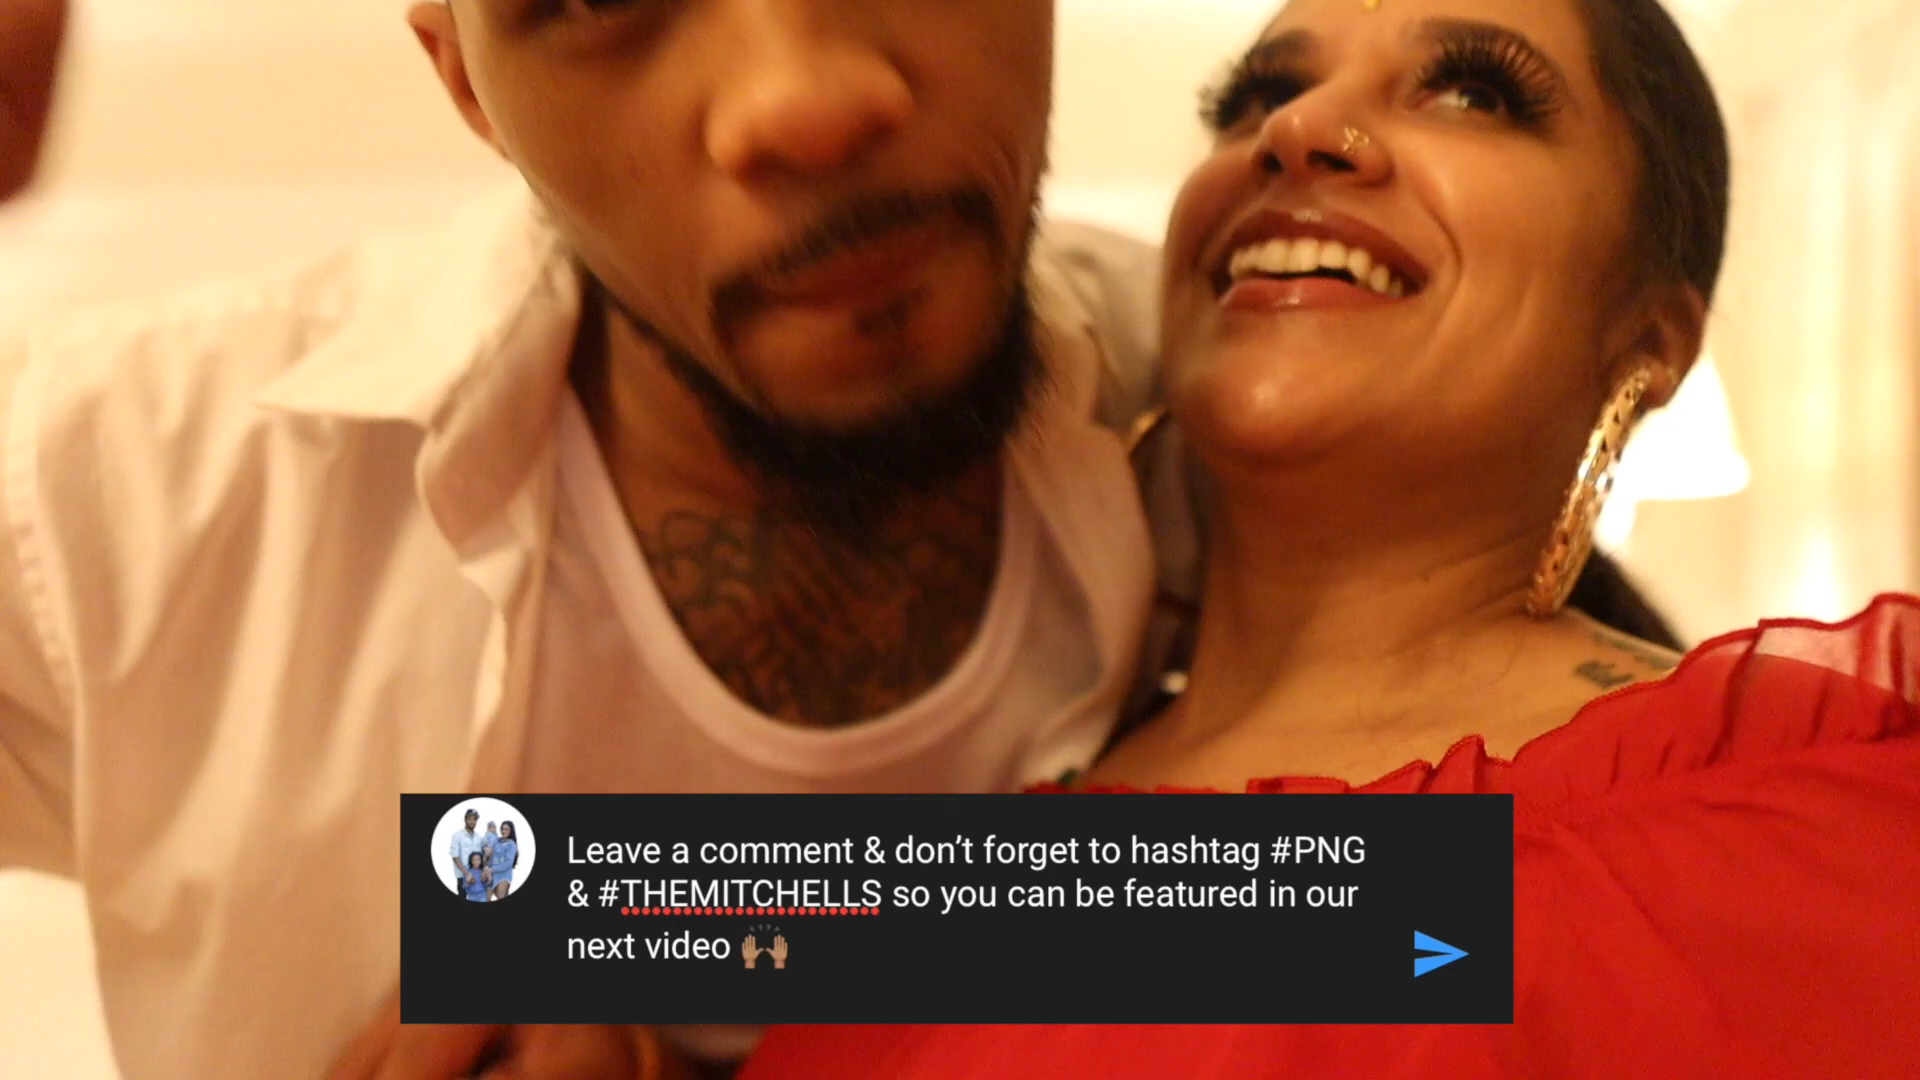 Leave a comment & don’t forget to hashtag #PNG
& #THEMITCHELLS so you can be featured in our
next video 🙌🏽